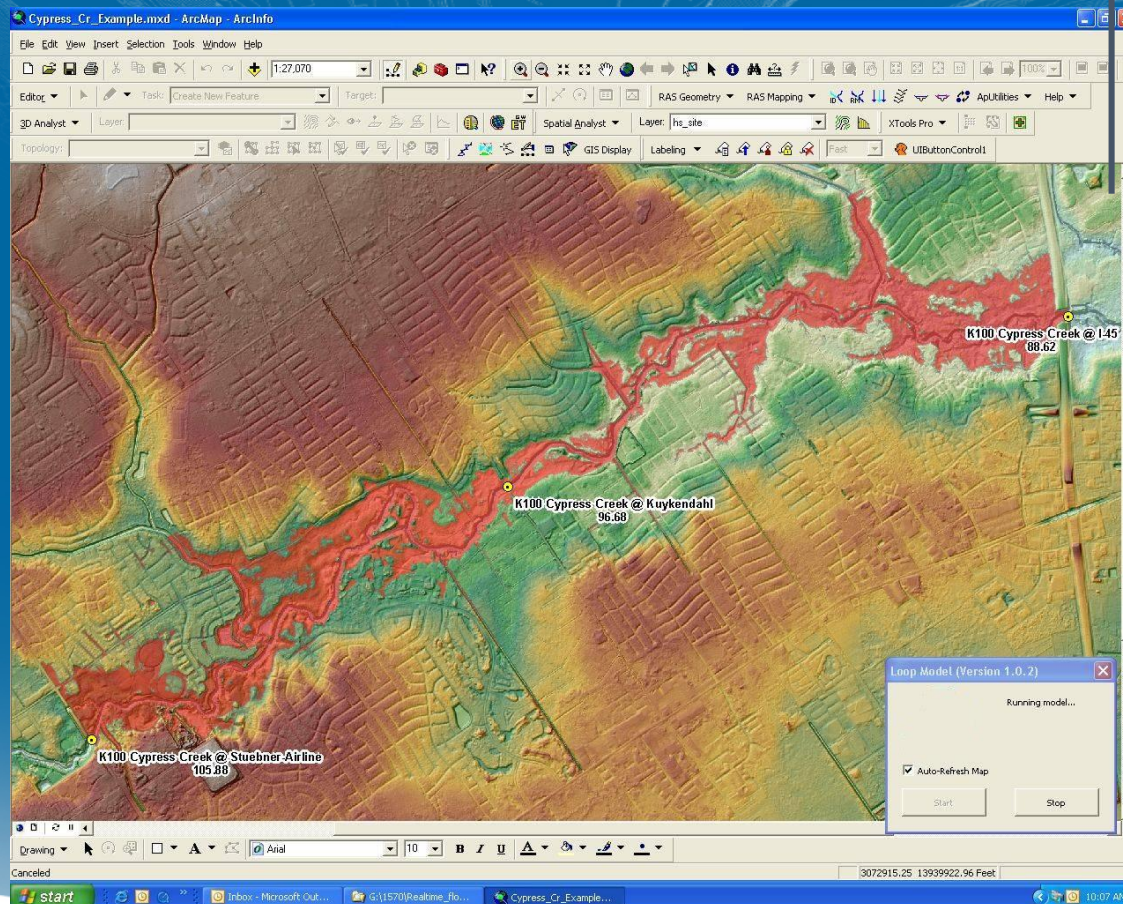 Cypress_Cr_Example.mxd - ArcMap - ArcInfo
File Edit View Insert Selection Tools Window Help
1:27,070
100%
Editor Task: Create New Feature Target: RAS Geometry RAS Mapping ApUtilities Help
3D Analyst Layer: Spatial Analyst Layer: hs_site XTools Pro
Topology: GIS Display Labeling Fast UIButtonControl1
K100 Cypress Creek @ I-45
88.62
K100 Cypress Creek @ Kuykendahl
96.68
K100 Cypress Creek @ Stuebner-Airline
105.88
Loop Model (Version 1.0.2)
Running model...
Auto-Refresh Map
Start Stop
Drawing A Arial 10 B I U A
Canceled 3072915.25 13939922.96 Feet
start Inbox - Microsoft Out... G:\1570\Realtime_flo... Cypress_Cr_Example... 10:07 AM